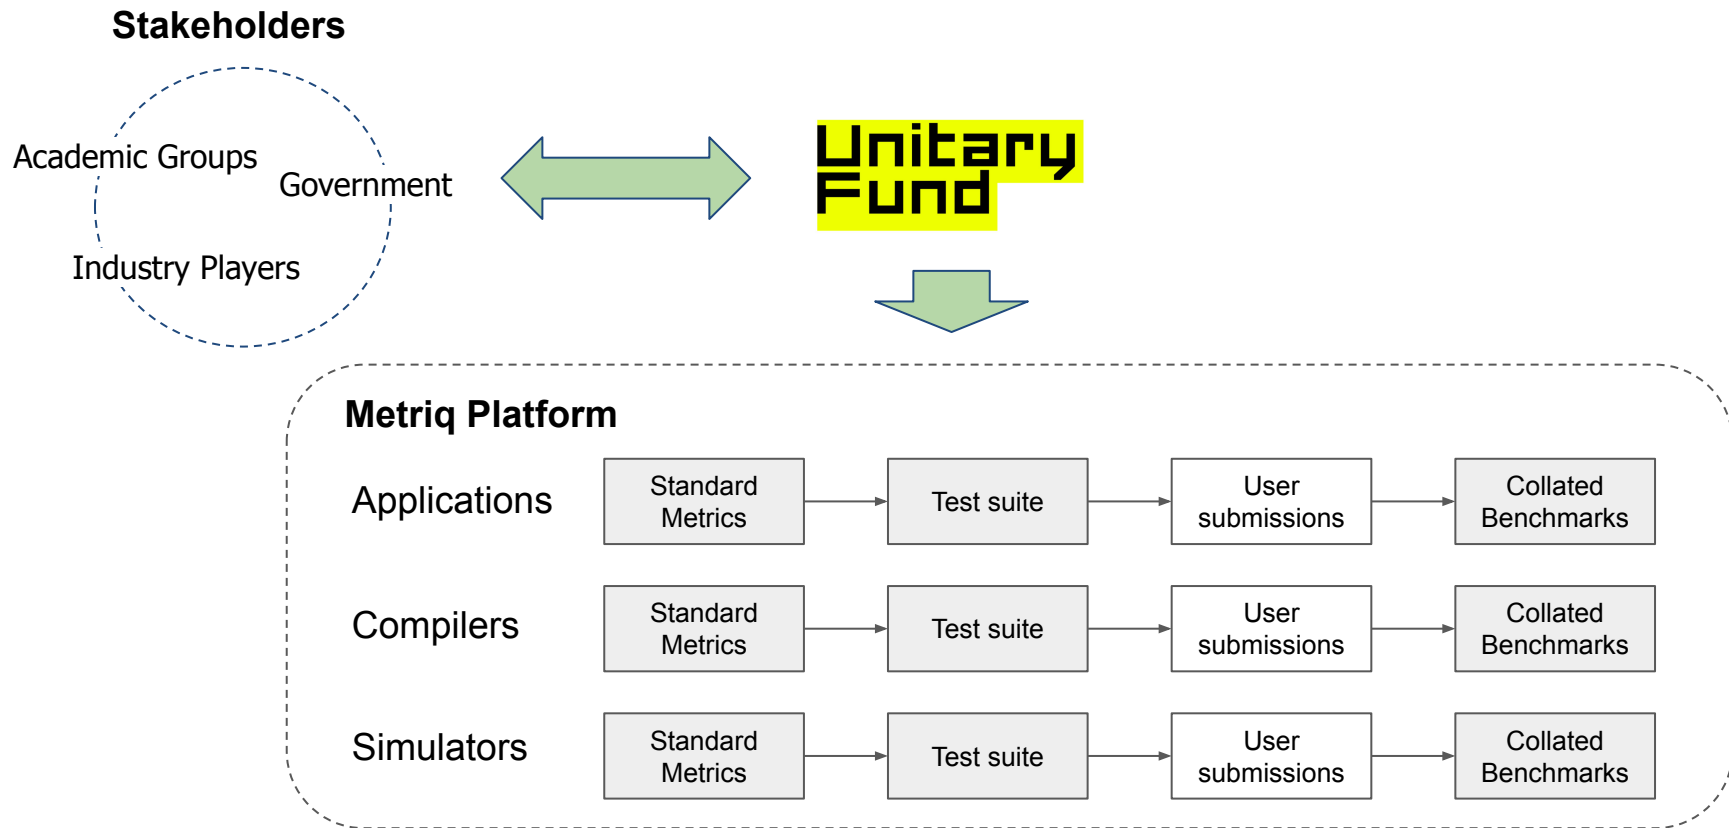 Stakeholders
Academic Groups
Government
Industry Players
Unitary
Fund
Metriq Platform
Applications
Standard
Metrics
Test suite
User
submissions
Collated
Benchmarks
Compilers
Standard
Metrics
Test suite
User
submissions
Collated
Benchmarks
Simulators
Standard
Metrics
Test suite
User
submissions
Collated
Benchmarks